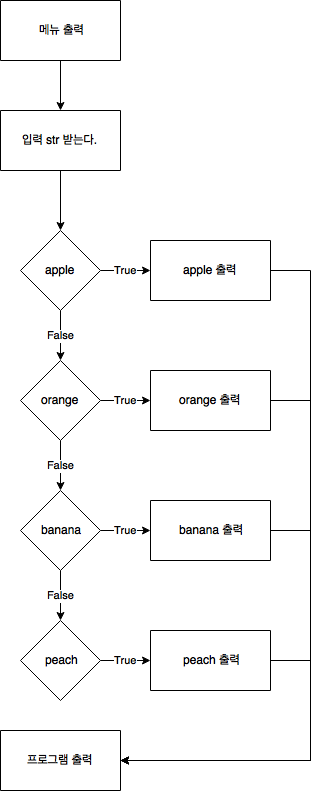 메뉴 출력
입력 str 받는다.
apple
True
apple 출력
False
orange
True
orange 출력
False
banana
True
banana 출력
False
peach
True
peach 출력
프로그램 출력